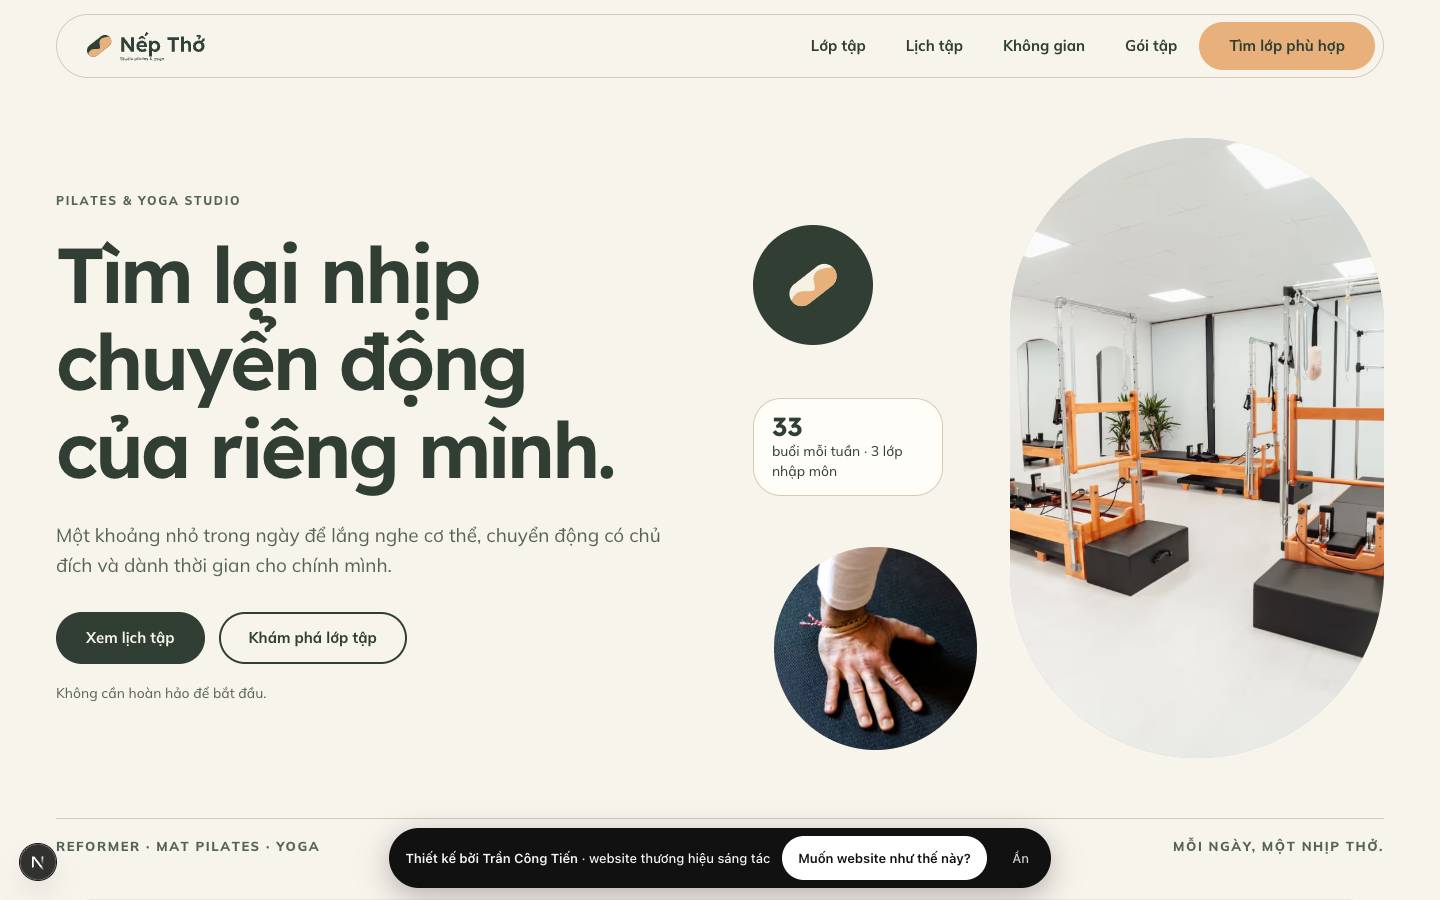 Nếp Thở
Studio pilates & yoga
Lớp tập
Lịch tập
Không gian
Gói tập
Tìm lớp phù hợp
PILATES & YOGA STUDIO
Tìm lại nhịp
chuyển động
của riêng mình.
Một khoảng nhỏ trong ngày để lắng nghe cơ thể, chuyển động có chủ
đích và dành thời gian cho chính mình.
Xem lịch tập
Khám phá lớp tập
Không cần hoàn hảo để bắt đầu.
33
buổi mỗi tuần · 3 lớp
nhập môn
REFORMER · MAT PILATES · YOGA
MỖI NGÀY, MỘT NHỊP THỞ.
Thiết kế bởi Trần Công Tiến · website thương hiệu sáng tác
Muốn website như thế này?
Ẩn
N